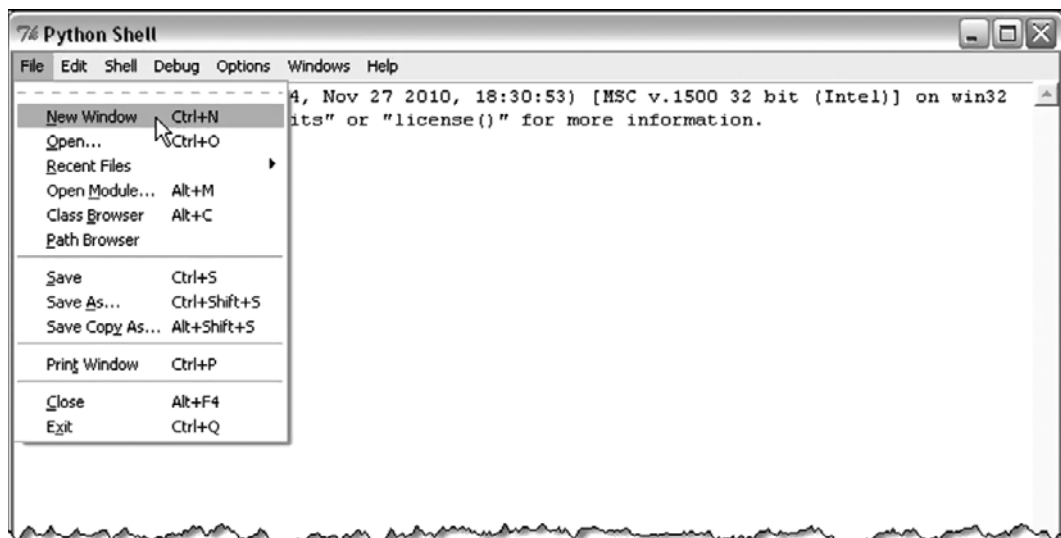 Python Shell
File Edit Shell Debug Options Windows Help
4, Nov 27 2010, 18:30:53) [MSC v.1500 32 bit (Intel)] on win32
its" or "license()" for more information.
New Window Ctrl+N
Open... Ctrl+O
Recent Files
Open Module... Alt+M
Class Browser Alt+C
Path Browser
Save Ctrl+S
Save As... Ctrl+Shift+S
Save Copy As... Alt+Shift+S
Print Window Ctrl+P
Close Alt+F4
Exit Ctrl+Q